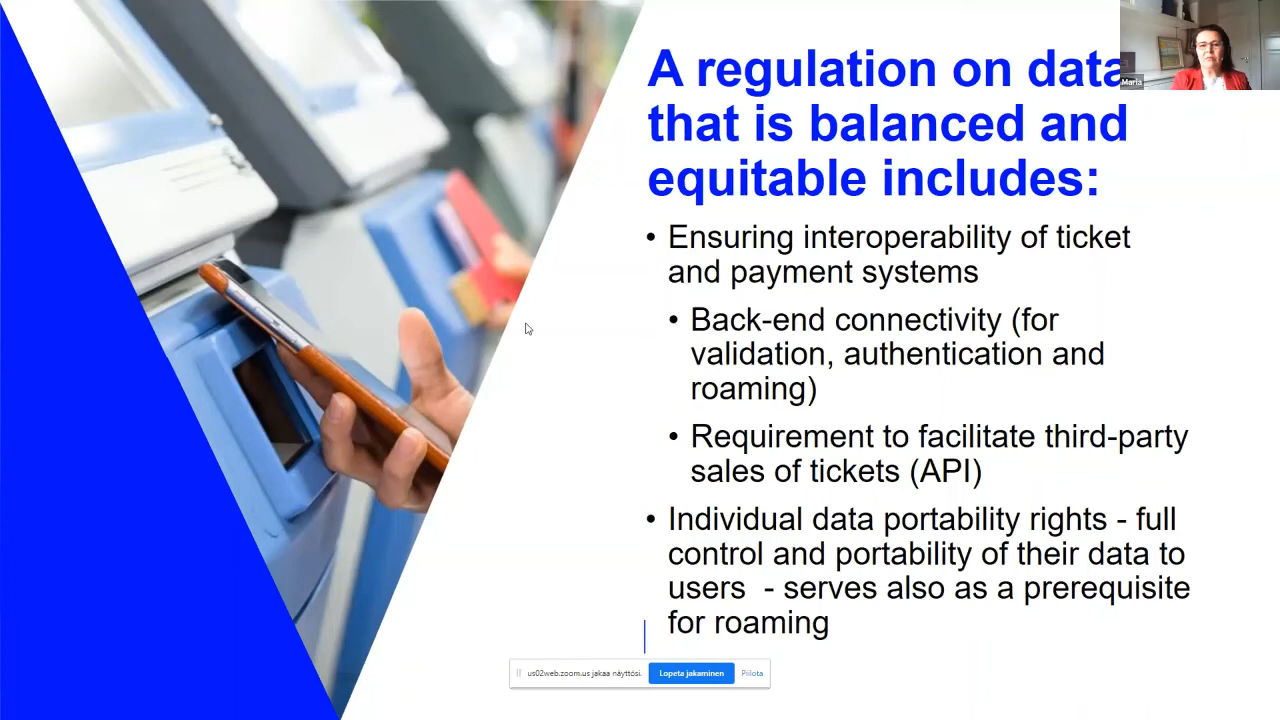 A regulation on data
that is balanced and
equitable includes:
Maria
• Ensuring interoperability of ticket
and payment systems
• Back-end connectivity (for
validation, authentication and
roaming)
• Requirement to facilitate third-party
sales of tickets (API)
• Individual data portability rights - full
control and portability of their data to
users - serves also as a prerequisite
for roaming
us02web.zoom.us jakaa näyttösi. Lopeta jakaminen Piilota